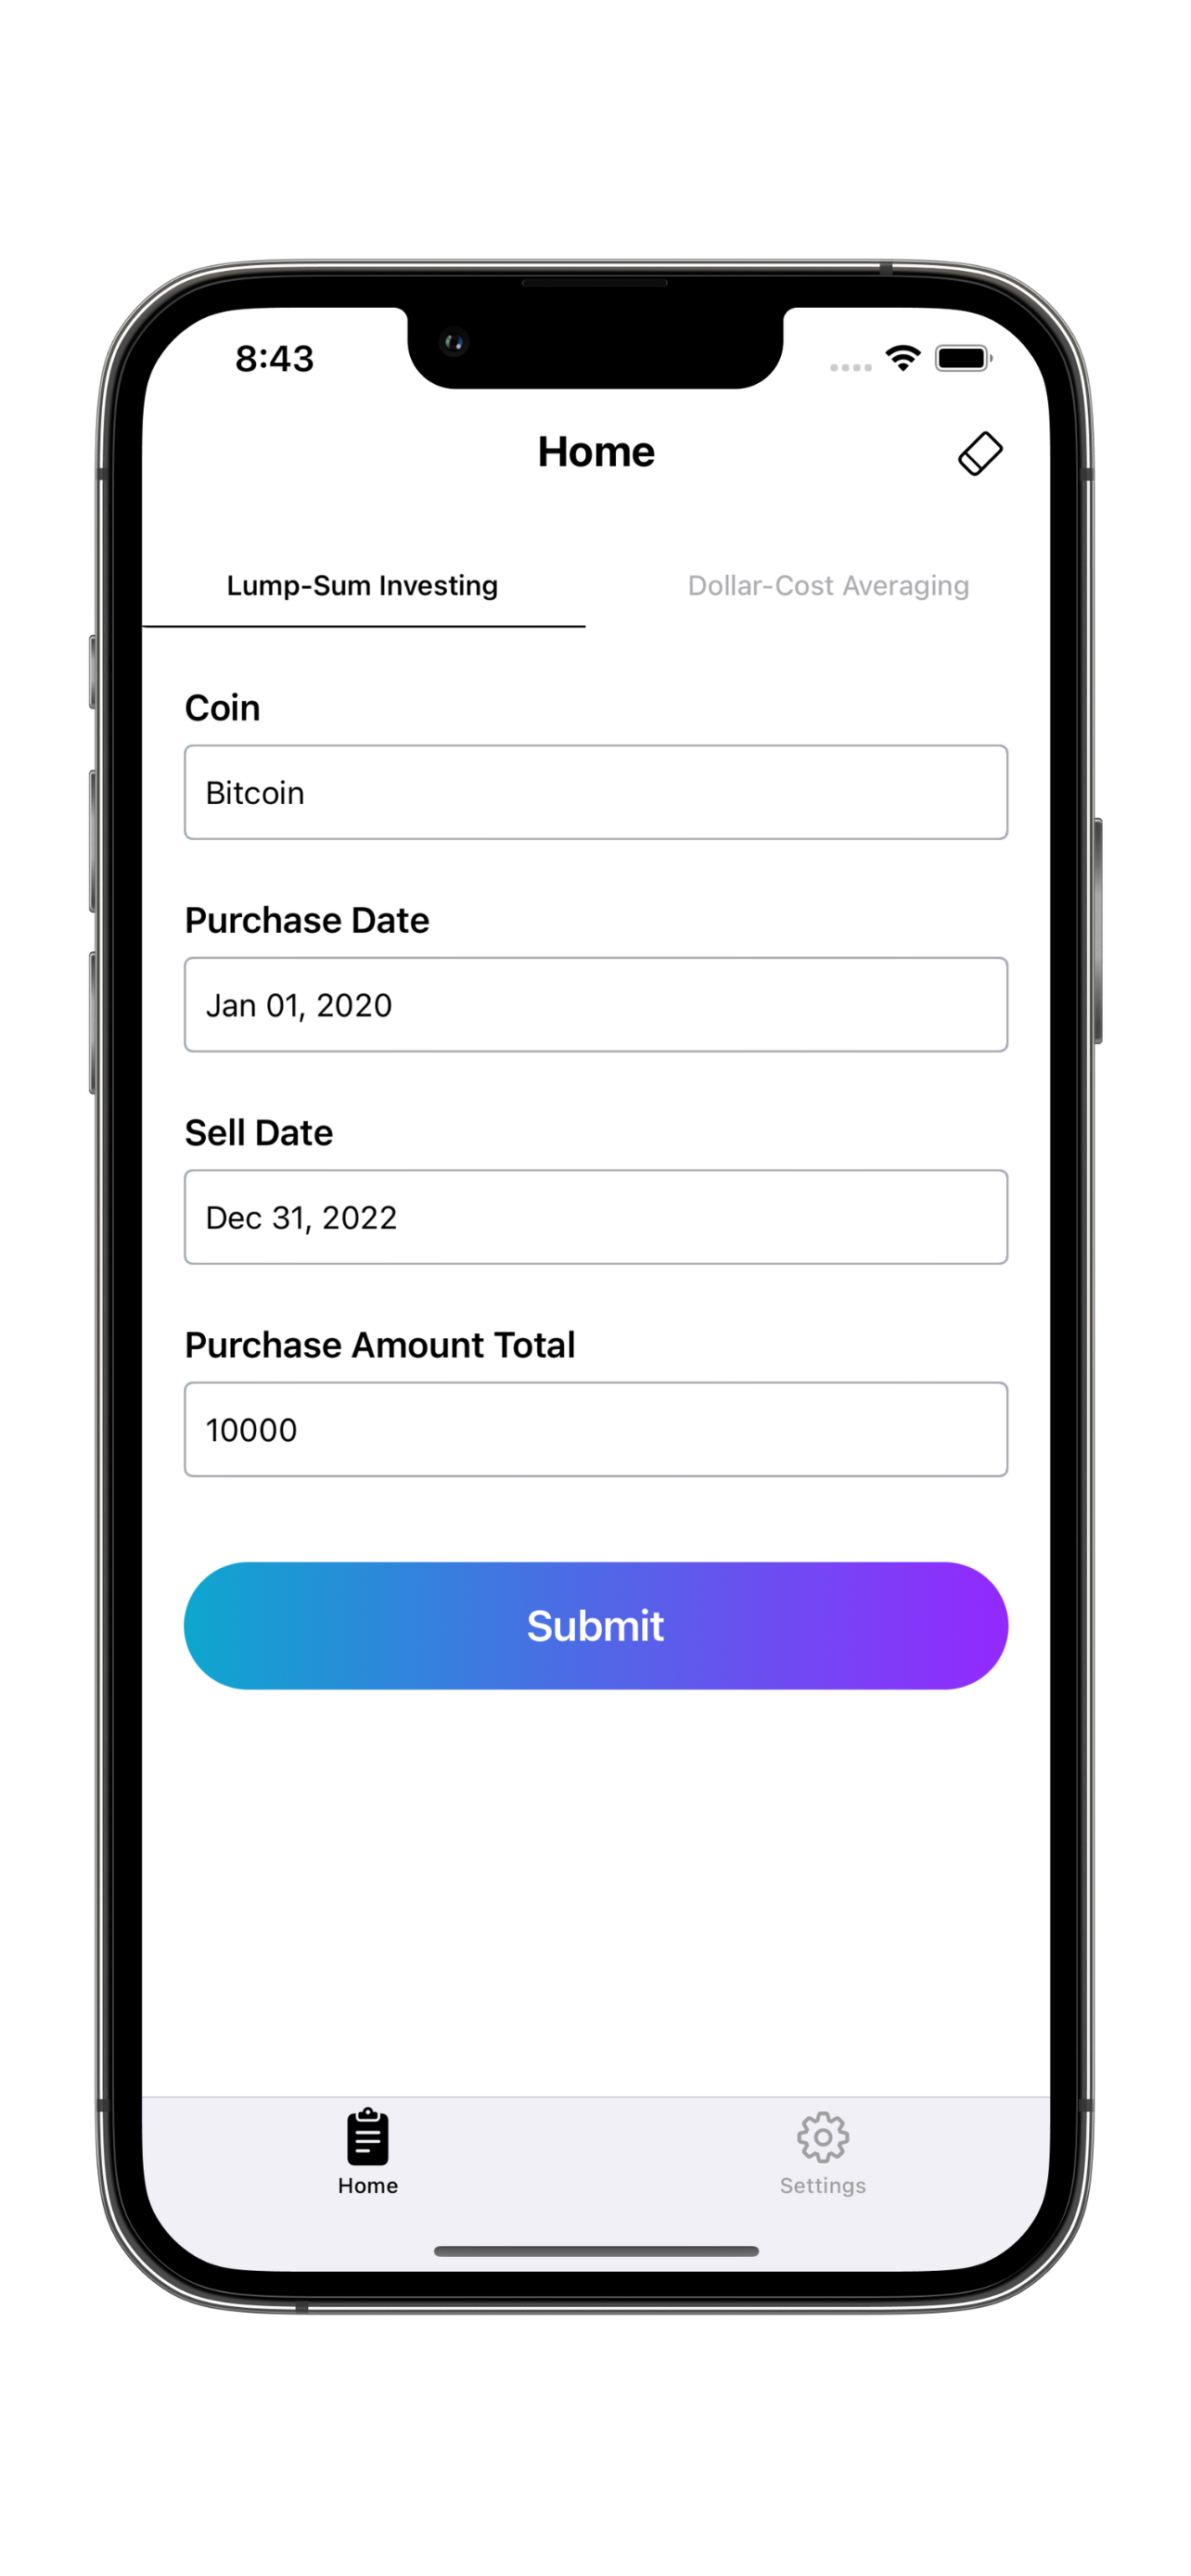 8:43
Home
Lump-Sum Investing Dollar-Cost Averaging
Coin
Bitcoin
Purchase Date
Jan 01, 2020
Sell Date
Dec 31, 2022
Purchase Amount Total
10000
Submit
Home Settings